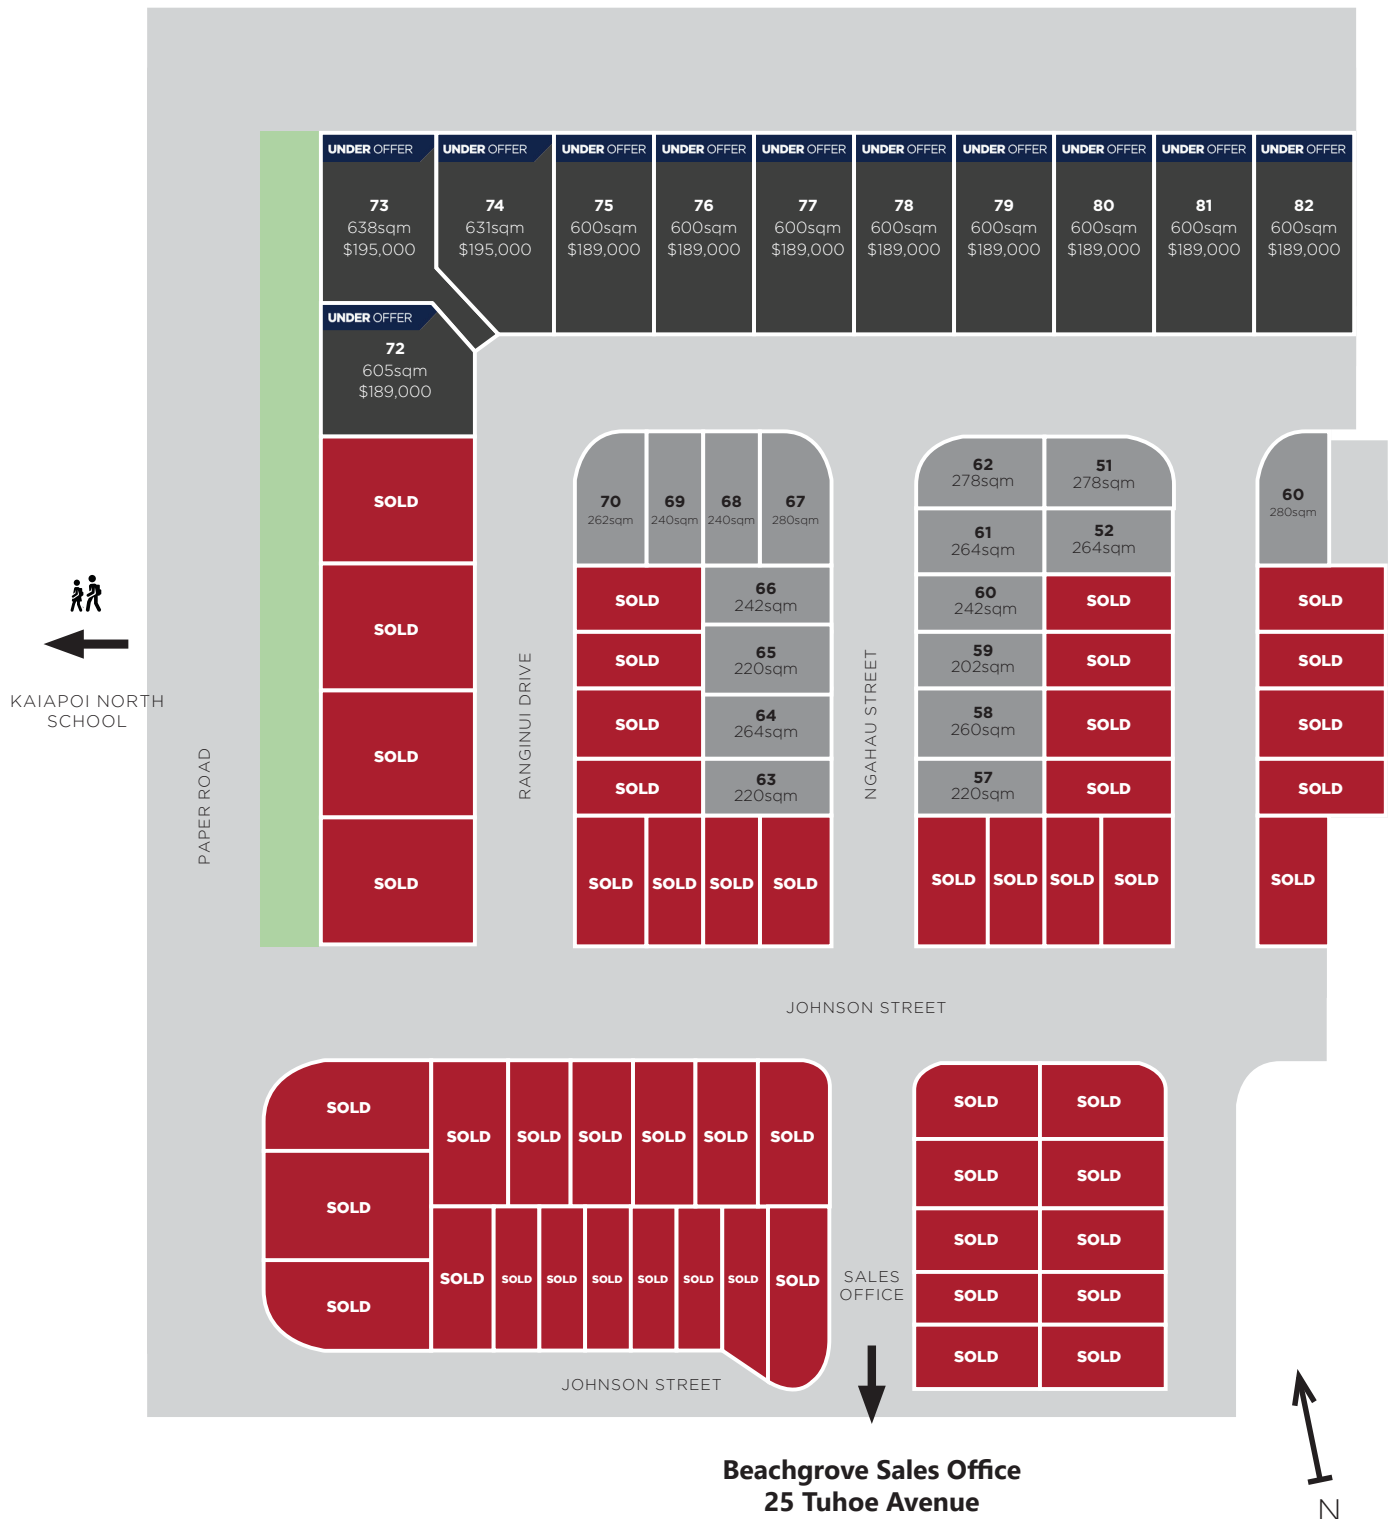 UNDER OFFER UNDER OFFER UNDER OFFER UNDER OFFER UNDER OFFER UNDER OFFER UNDER OFFER UNDER OFFER UNDER OFFER UNDER OFFER
73 74 75 76 77 78 79 80 81 82
638sqm 631sqm 600sqm 600sqm 600sqm 600sqm 600sqm 600sqm 600sqm 600sqm
$195,000 $195,000 $189,000 $189,000 $189,000 $189,000 $189,000 $189,000 $189,000 $189,000
UNDER OFFER
72
605sqm
$189,000
SOLD
SOLD
SOLD
SOLD
KAIAPOI NORTH
SCHOOL
PAPER ROAD
RANGINUI DRIVE
70 69 68 67
262sqm 240sqm 240sqm 280sqm
SOLD
66
242sqm
SOLD
65
220sqm
SOLD
64
264sqm
SOLD
63
220sqm
SOLD SOLD SOLD SOLD
NGAHAU STREET
62 51
278sqm 278sqm
61 52
264sqm 264sqm
60
242sqm
SOLD
59
202sqm
SOLD
58
260sqm
SOLD
57
220sqm
SOLD
SOLD SOLD SOLD SOLD
60
280sqm
SOLD
SOLD
SOLD
SOLD
SOLD
JOHNSON STREET
SOLD
SOLD
SOLD
SOLD SOLD SOLD SOLD SOLD SOLD
SOLD SOLD SOLD SOLD SOLD SOLD SOLD SOLD
SALES
OFFICE
SOLD SOLD
SOLD SOLD
SOLD SOLD
SOLD SOLD
SOLD SOLD
JOHNSON STREET
Beachgrove Sales Office
25 Tuhoe Avenue
N